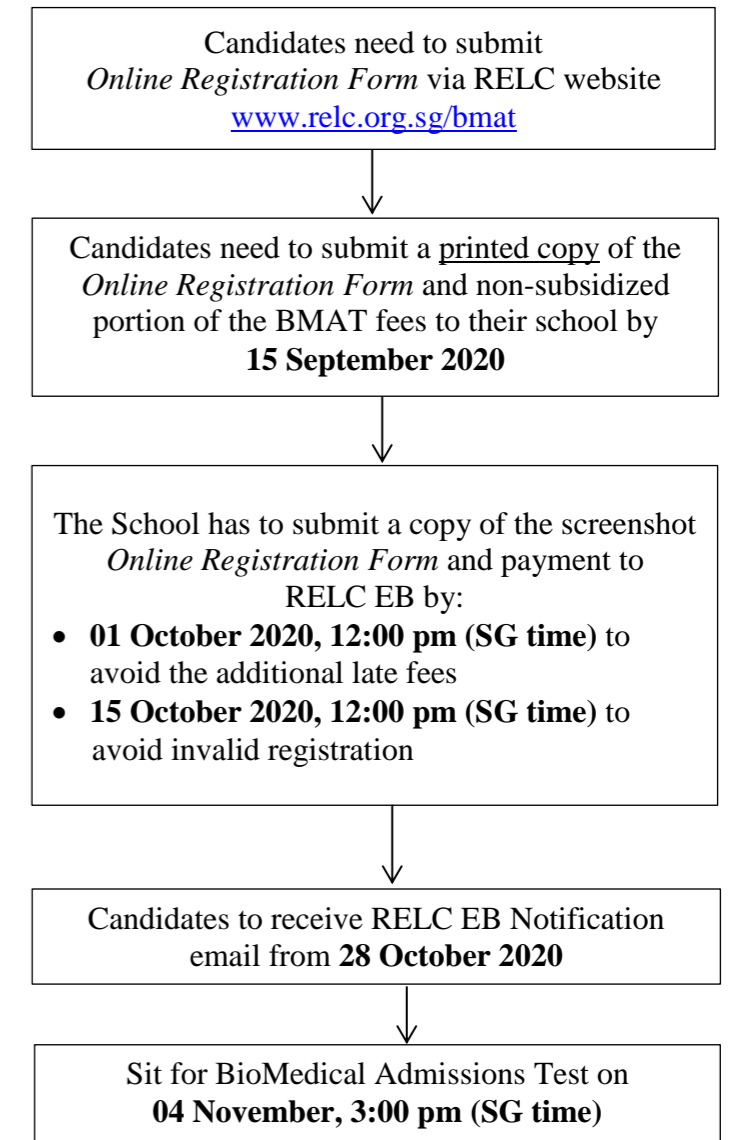 Candidates need to submit
Online Registration Form via RELC website
www.relc.org.sg/bmat
Candidates need to submit a printed copy of the
Online Registration Form and non-subsidized
portion of the BMAT fees to their school by
15 September 2020
The School has to submit a copy of the screenshot
Online Registration Form and payment to
RELC EB by:
• 01 October 2020, 12:00 pm (SG time) to
avoid the additional late fees
• 15 October 2020, 12:00 pm (SG time) to
avoid invalid registration
Candidates to receive RELC EB Notification
email from 28 October 2020
Sit for BioMedical Admissions Test on
04 November, 3:00 pm (SG time)